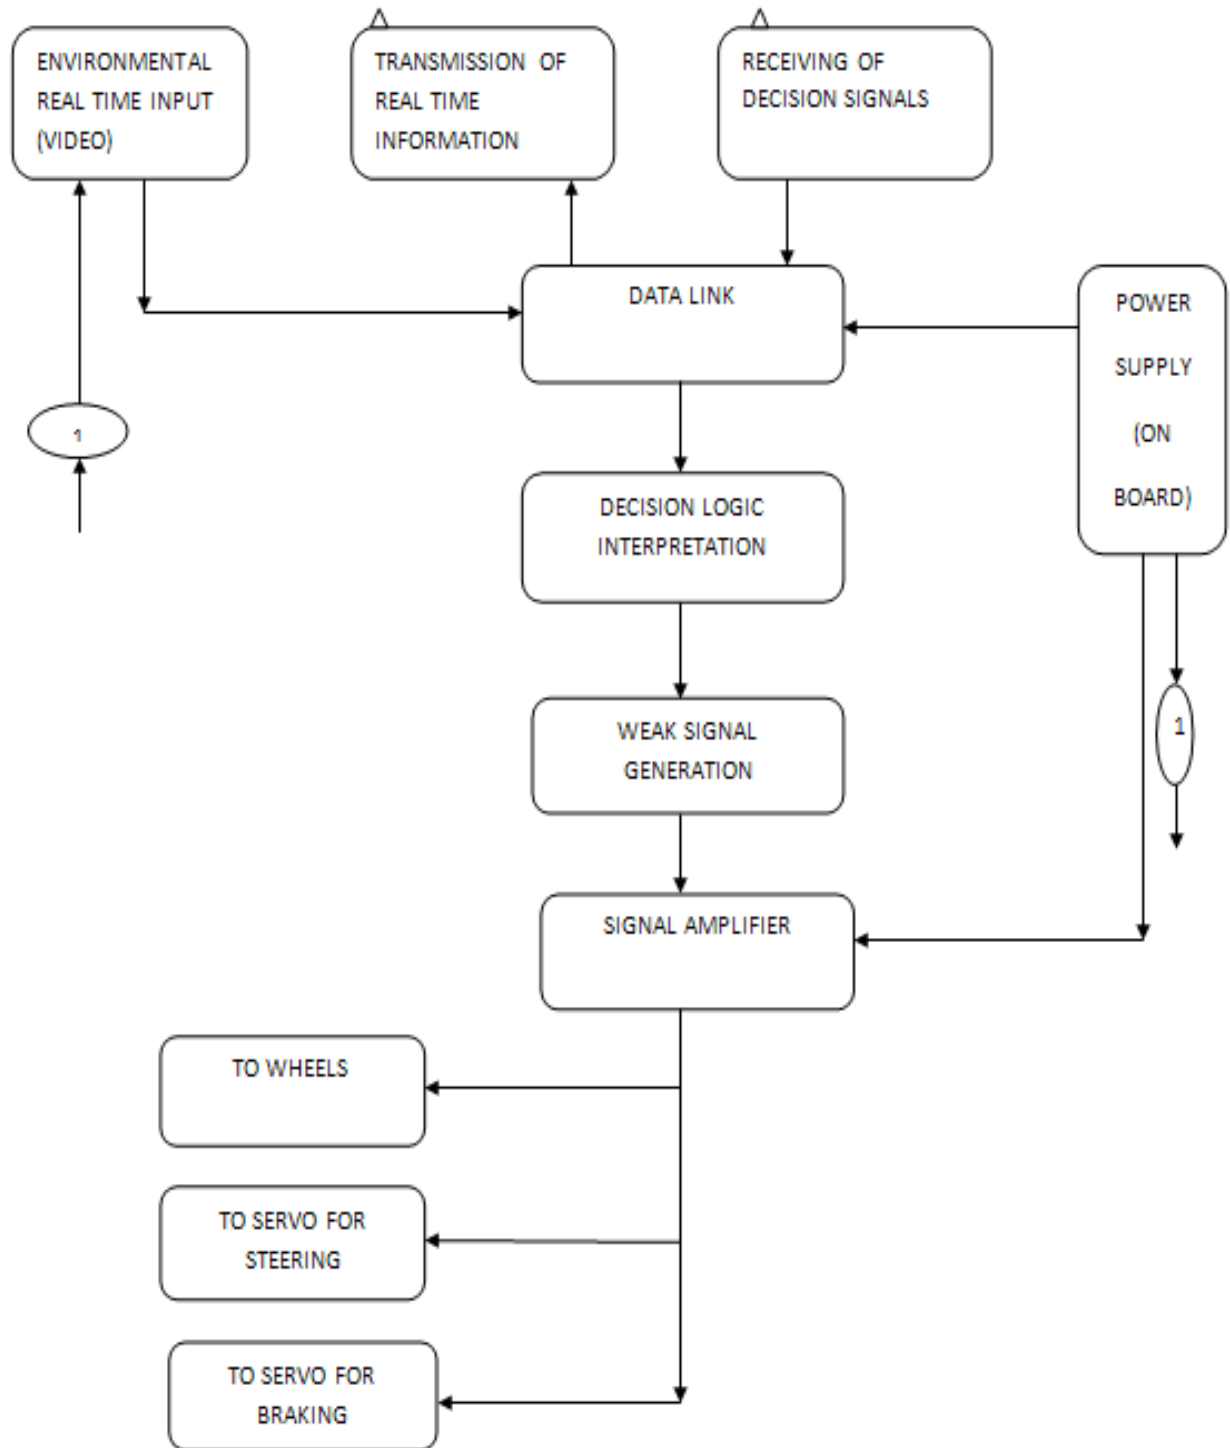 ENVIRONMENTAL
REAL TIME INPUT
(VIDEO)
TRANSMISSION OF
REAL TIME
INFORMATION
RECEIVING OF
DECISION SIGNALS
DATA LINK
POWER
SUPPLY
(ON
BOARD)
1
DECISION LOGIC
INTERPRETATION
WEAK SIGNAL
GENERATION
1
SIGNAL AMPLIFIER
TO WHEELS
TO SERVO FOR
STEERING
TO SERVO FOR
BRAKING